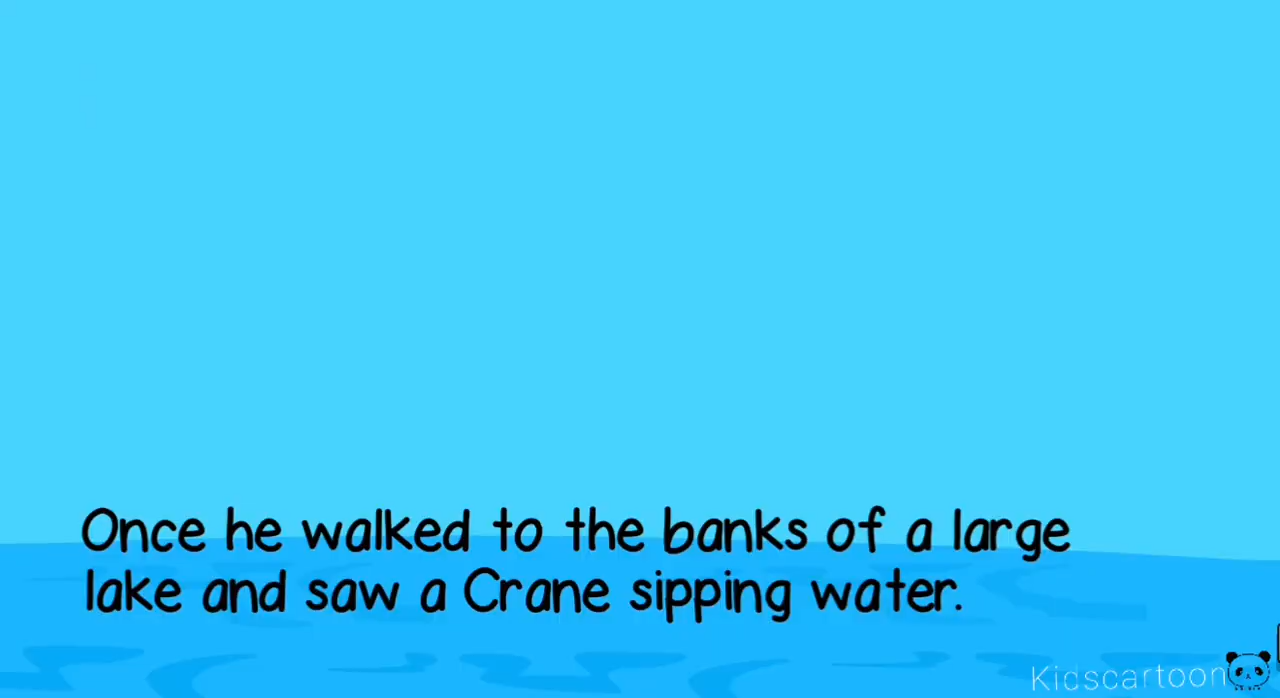 Once he walked to the banks of a large
lake and saw a Crane sipping water.
Kidscartoon